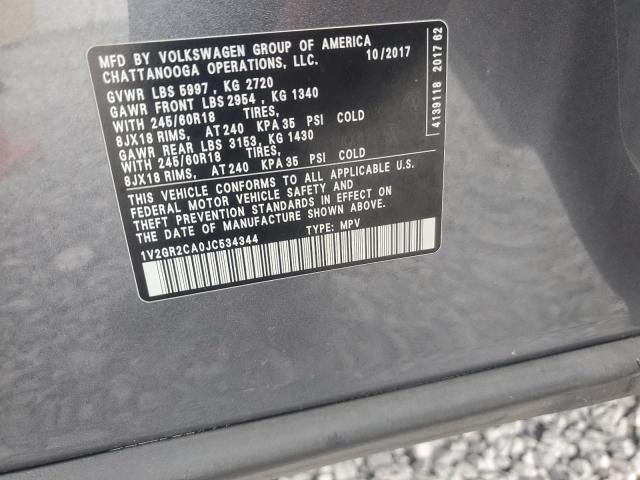 MFD BY VOLKSWAGEN GROUP OF AMERICA
CHATTANOOGA OPERATIONS, LLC. 10/2017
GVWR LBS 5997 , KG 2720
GAWR FRONT LBS 2954 , KG 1340
WITH 245/60R18 TIRES,
8JX18 RIMS, AT 240 KPA 35 PSI COLD
GAWR REAR LBS 3153, KG 1430
WITH 245/60R18 TIRES,
8JX18 RIMS, AT 240 KPA 35 PSI COLD
THIS VEHICLE CONFORMS TO ALL APPLICABLE U.S.
FEDERAL MOTOR VEHICLE SAFETY AND
THEFT PREVENTION STANDARDS IN EFFECT ON
THE DATE OF MANUFACTURE SHOWN ABOVE.
1V2GR2CA0JC534344 TYPE: MPV
4139118 2017 62